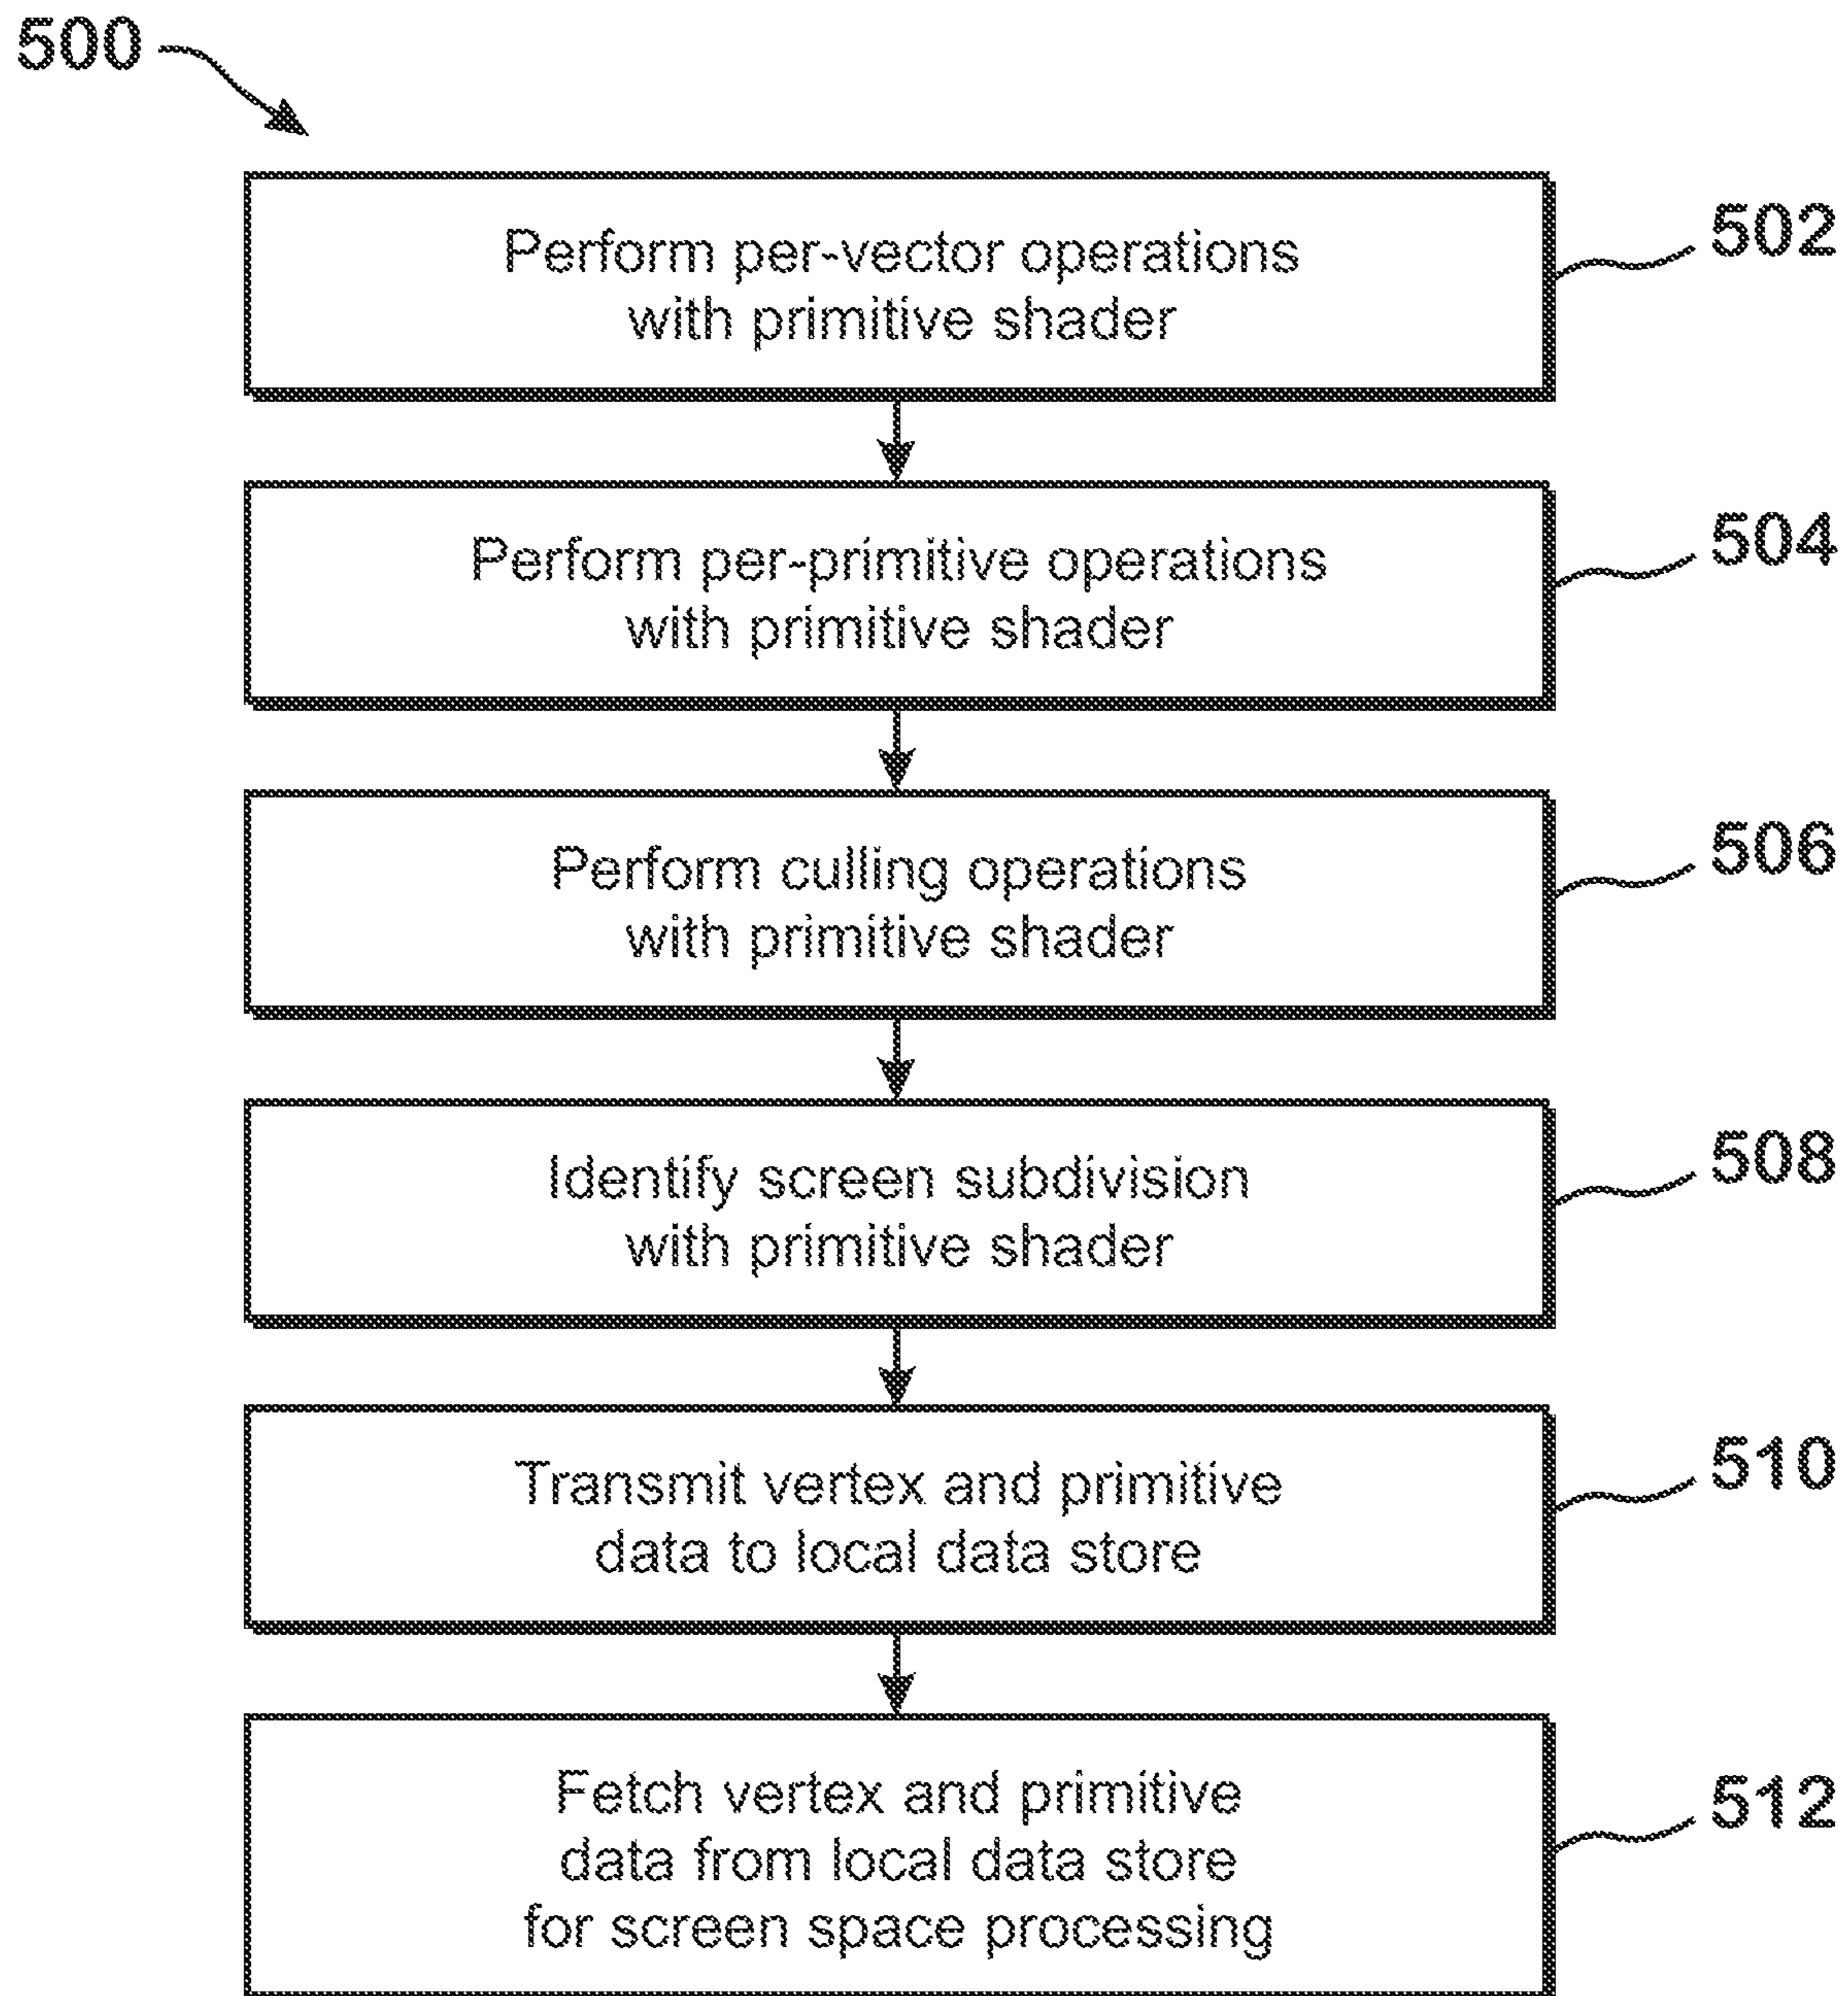 500
Perform per-vector operations
with primitive shader
502
Perform per-primitive operations
with primitive shader
504
Perform culling operations
with primitive shader
506
Identify screen subdivision
with primitive shader
508
Transmit vertex and primitive
data to local data store
510
Fetch vertex and primitive
data from local data store
for screen space processing
512